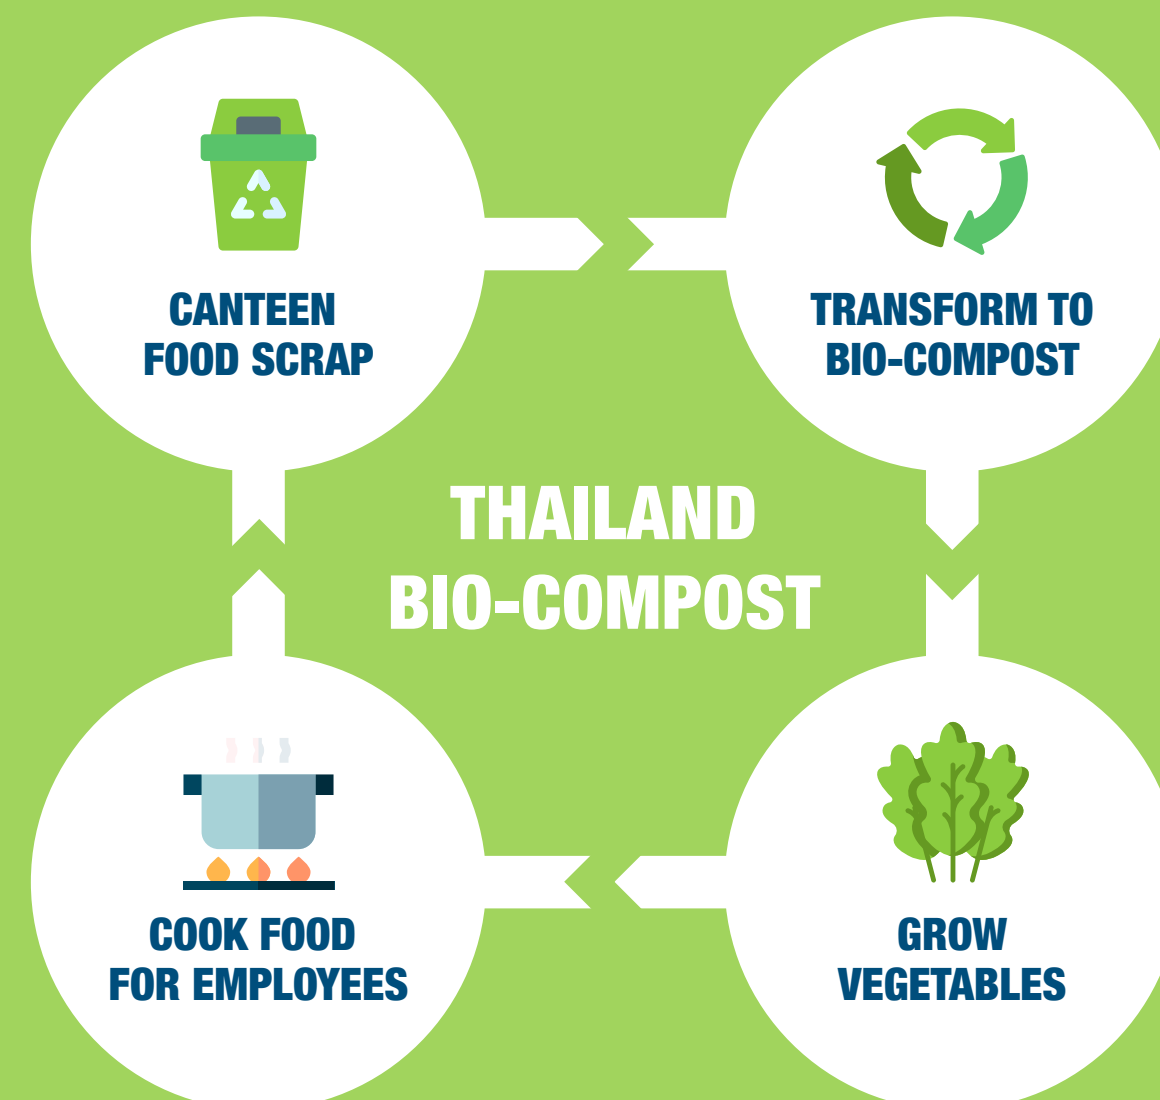 CANTEEN
FOOD SCRAP
TRANSFORM TO
BIO-COMPOST
THAILAND
BIO-COMPOST
COOK FOOD
FOR EMPLOYEES
GROW
VEGETABLES